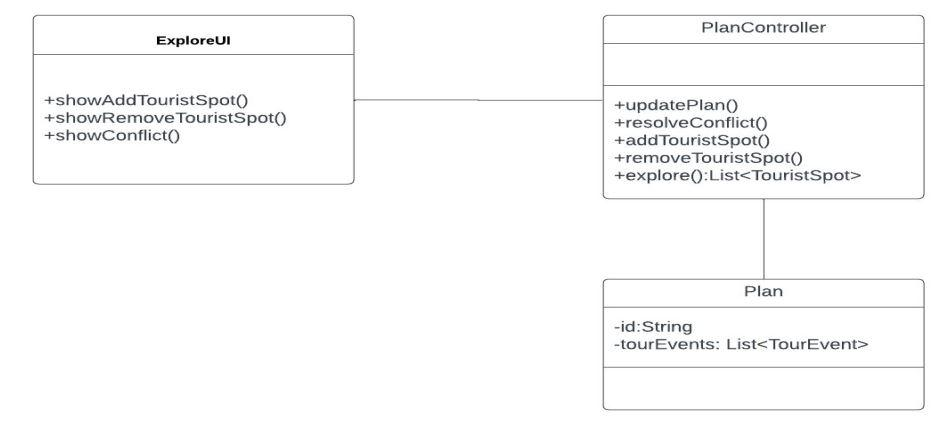 ExploreUI
+showAddTouristSpot()
+showRemoveTouristSpot()
+showConflict()
PlanController
+updatePlan()
+resolveConflict()
+addTouristSpot()
+removeTouristSpot()
+explore():List<TouristSpot>
Plan
-id:String
-tourEvents: List<TourEvent>